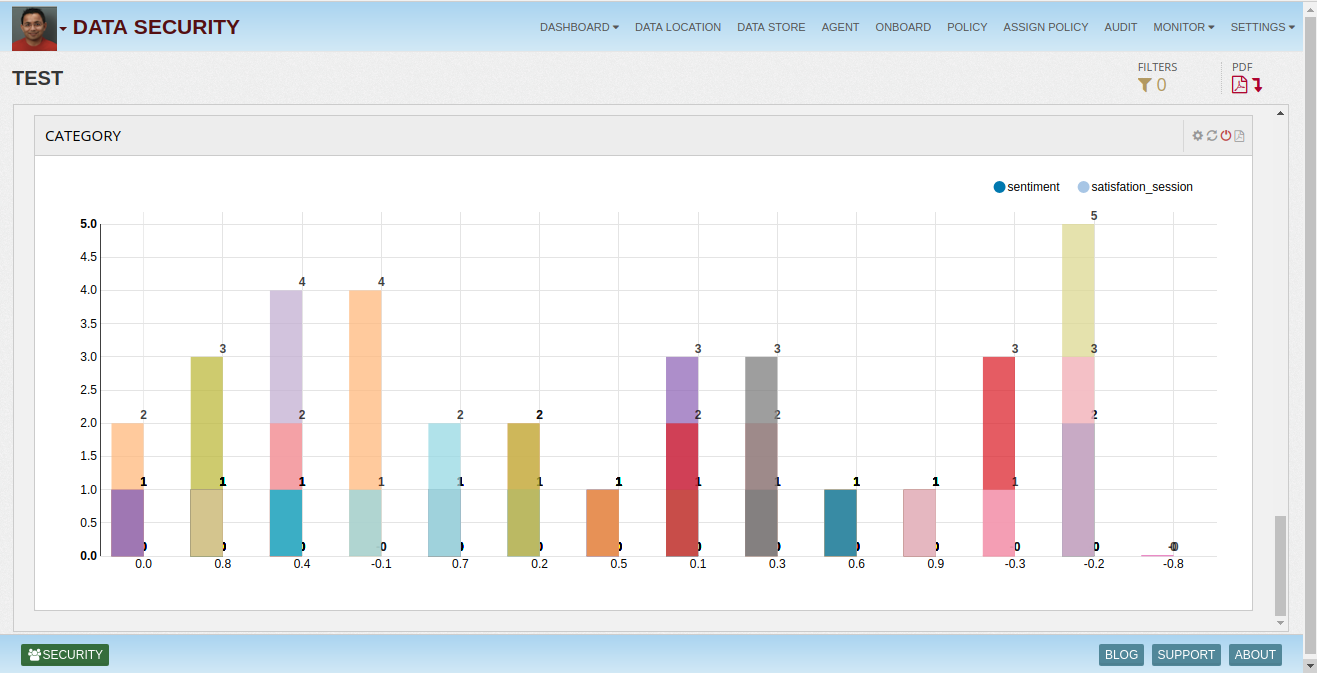 DATA SECURITY
DASHBOARD DATA LOCATION DATA STORE AGENT ONBOARD POLICY ASSIGN POLICY AUDIT MONITOR SETTINGS
TEST
FILTERS
0
PDF
CATEGORY
sentiment satisfation_session
5.0
4.5
4.0
3.5
3.0
2.5
2.0
1.5
1.0
0.5
0.0
5
4 4
3 3 3 3 3
2 2 2 2 2 2 2
1 1 1 1 1 1 1 1 1 1 1 1
0 0 0 0 0 0 0 0 0 0 0 0 0 0
0.0 0.8 0.4 -0.1 0.7 0.2 0.5 0.1 0.3 0.6 0.9 -0.3 -0.2 -0.8
SECURITY
BLOG SUPPORT ABOUT